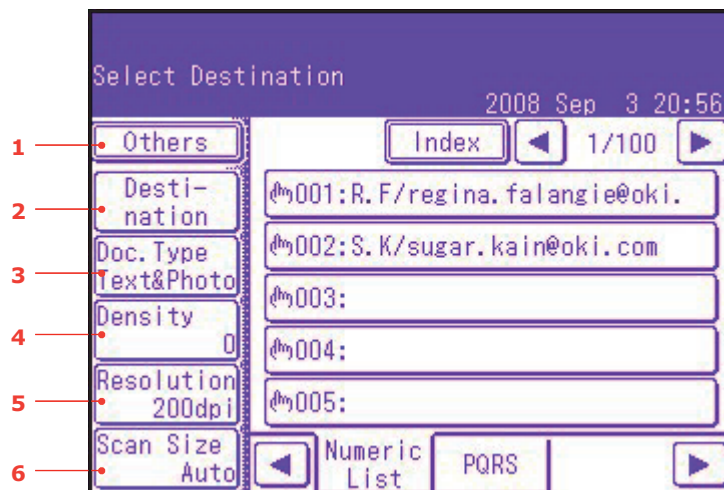 Select Destination
2008 Sep 3 20:56
1
Others
Index
1/100
2
Desti-
nation
001:R.F/regina.falangie@oki.
002:S.K/sugar.kain@oki.com
3
Doc.Type
Text&Photo
003:
4
Density
0
004:
5
Resolution
200dpi
005:
6
Scan Size
Auto
Numeric
List
PQRS